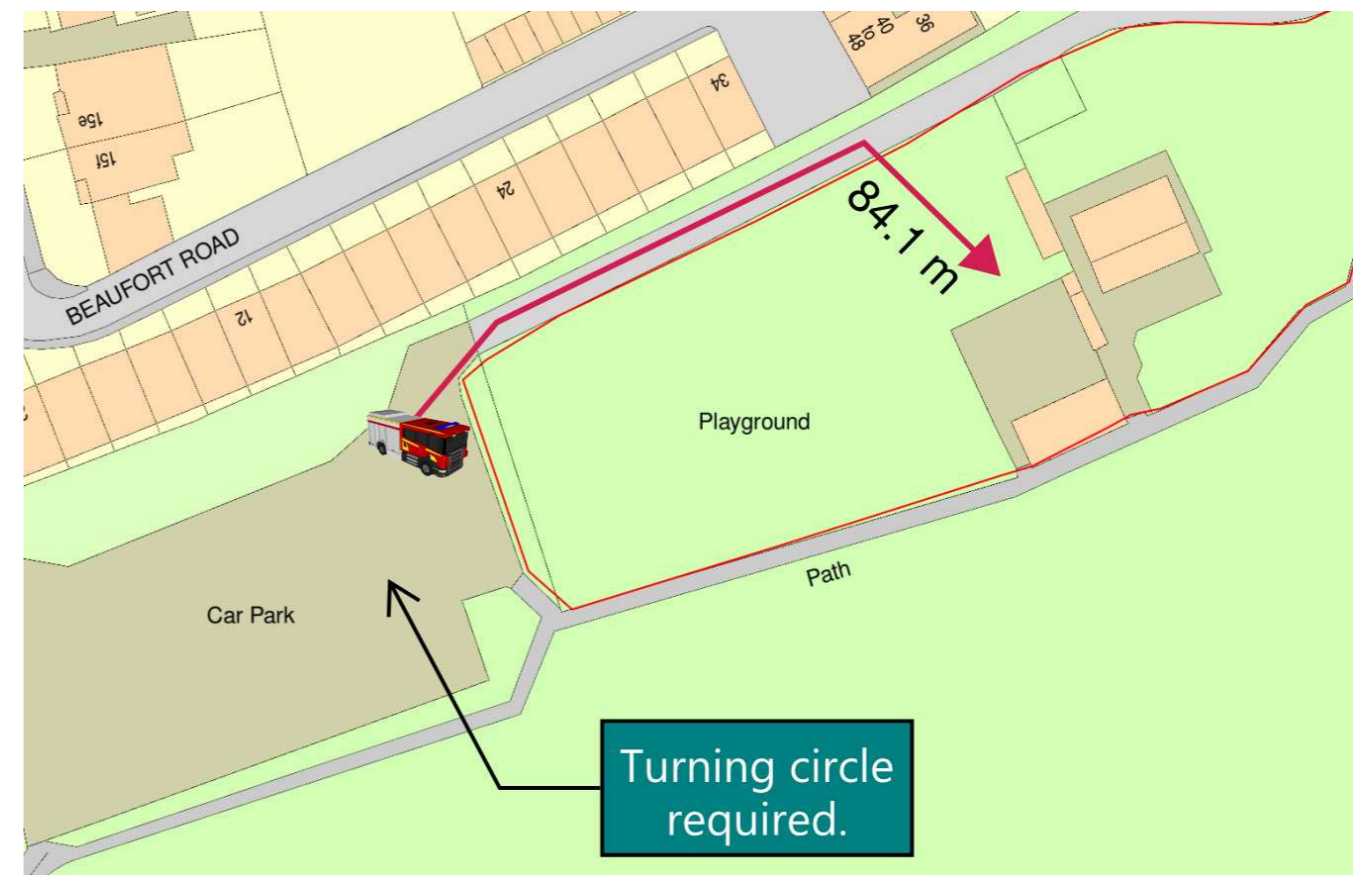 48
to
40
36
34
15e
15f
24
BEAUFORT ROAD
12
84.1 m
Playground
Path
Car Park
Turning circle
required.